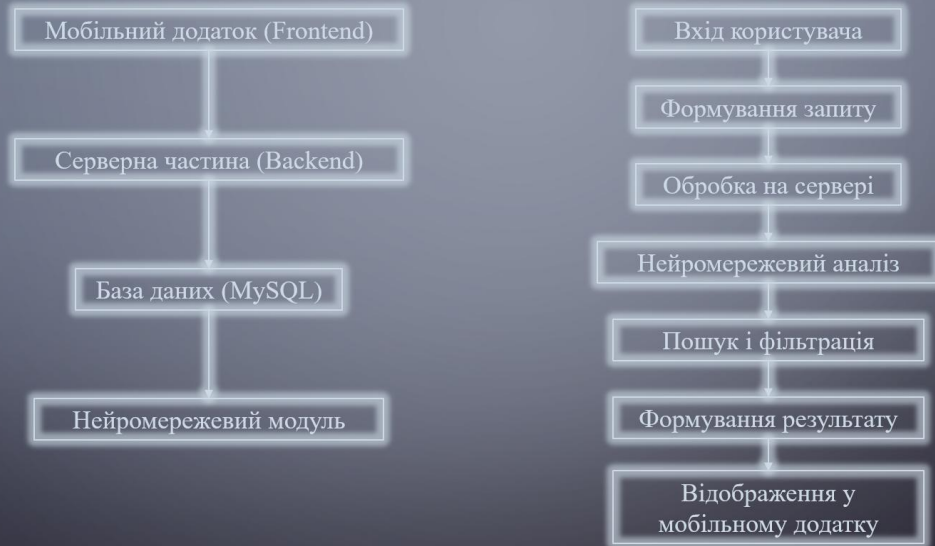 Мобільний додаток (Frontend)
Серверна частина (Backend)
База даних (MySQL)
Нейромережевий модуль
Вхід користувача
Формування запиту
Обробка на сервері
Нейромережевий аналіз
Пошук і фільтрація
Формування результату
Відображення у
мобільному додатку